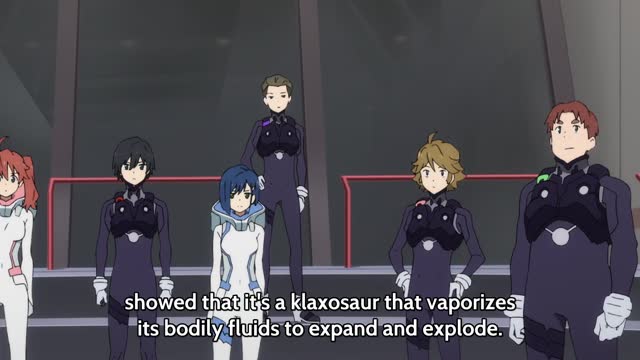 showed that it's a klaxosaur that vaporizes
its bodily fluids to expand and explode.